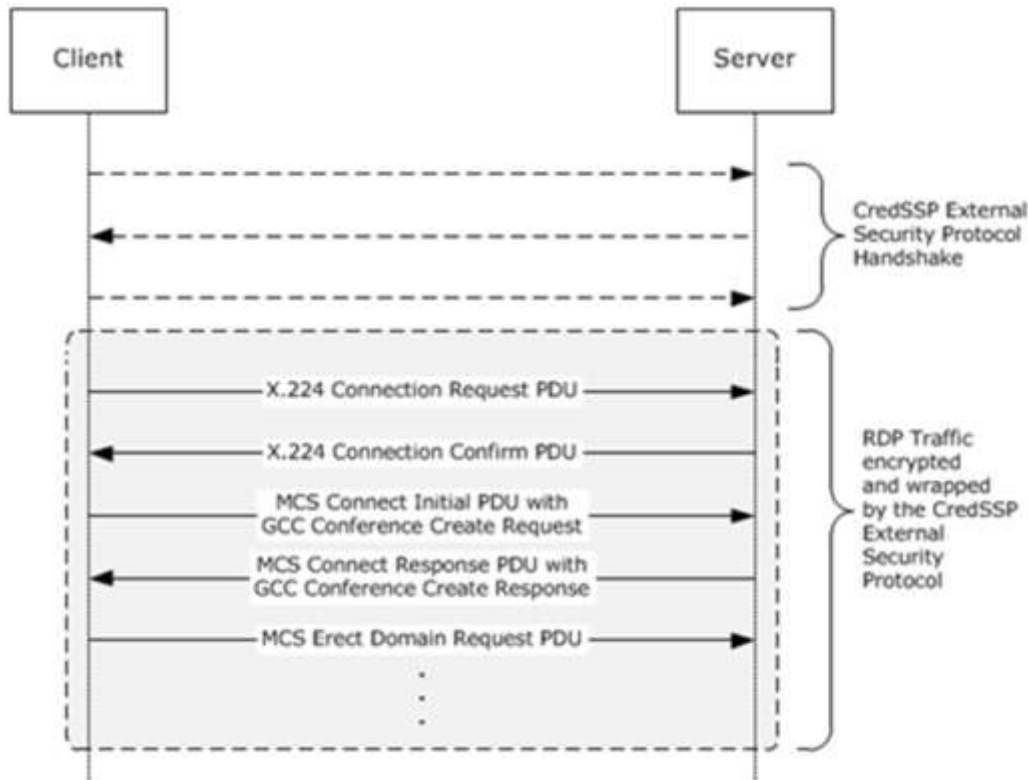 Client
Server
CredSSP External
Security Protocol
Handshake
X.224 Connection Request PDU
X.224 Connection Confirm PDU
MCS Connect Initial PDU with
GCC Conference Create Request
MCS Connect Response PDU with
GCC Conference Create Response
MCS Erect Domain Request PDU
RDP Traffic
encrypted
and wrapped
by the CredSSP
External
Security
Protocol